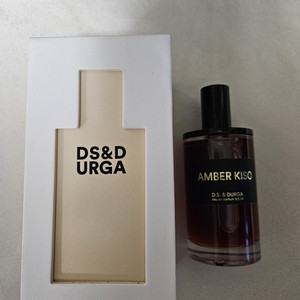 DS&D
URGA
AMBER KISO
D.S. & DURGA